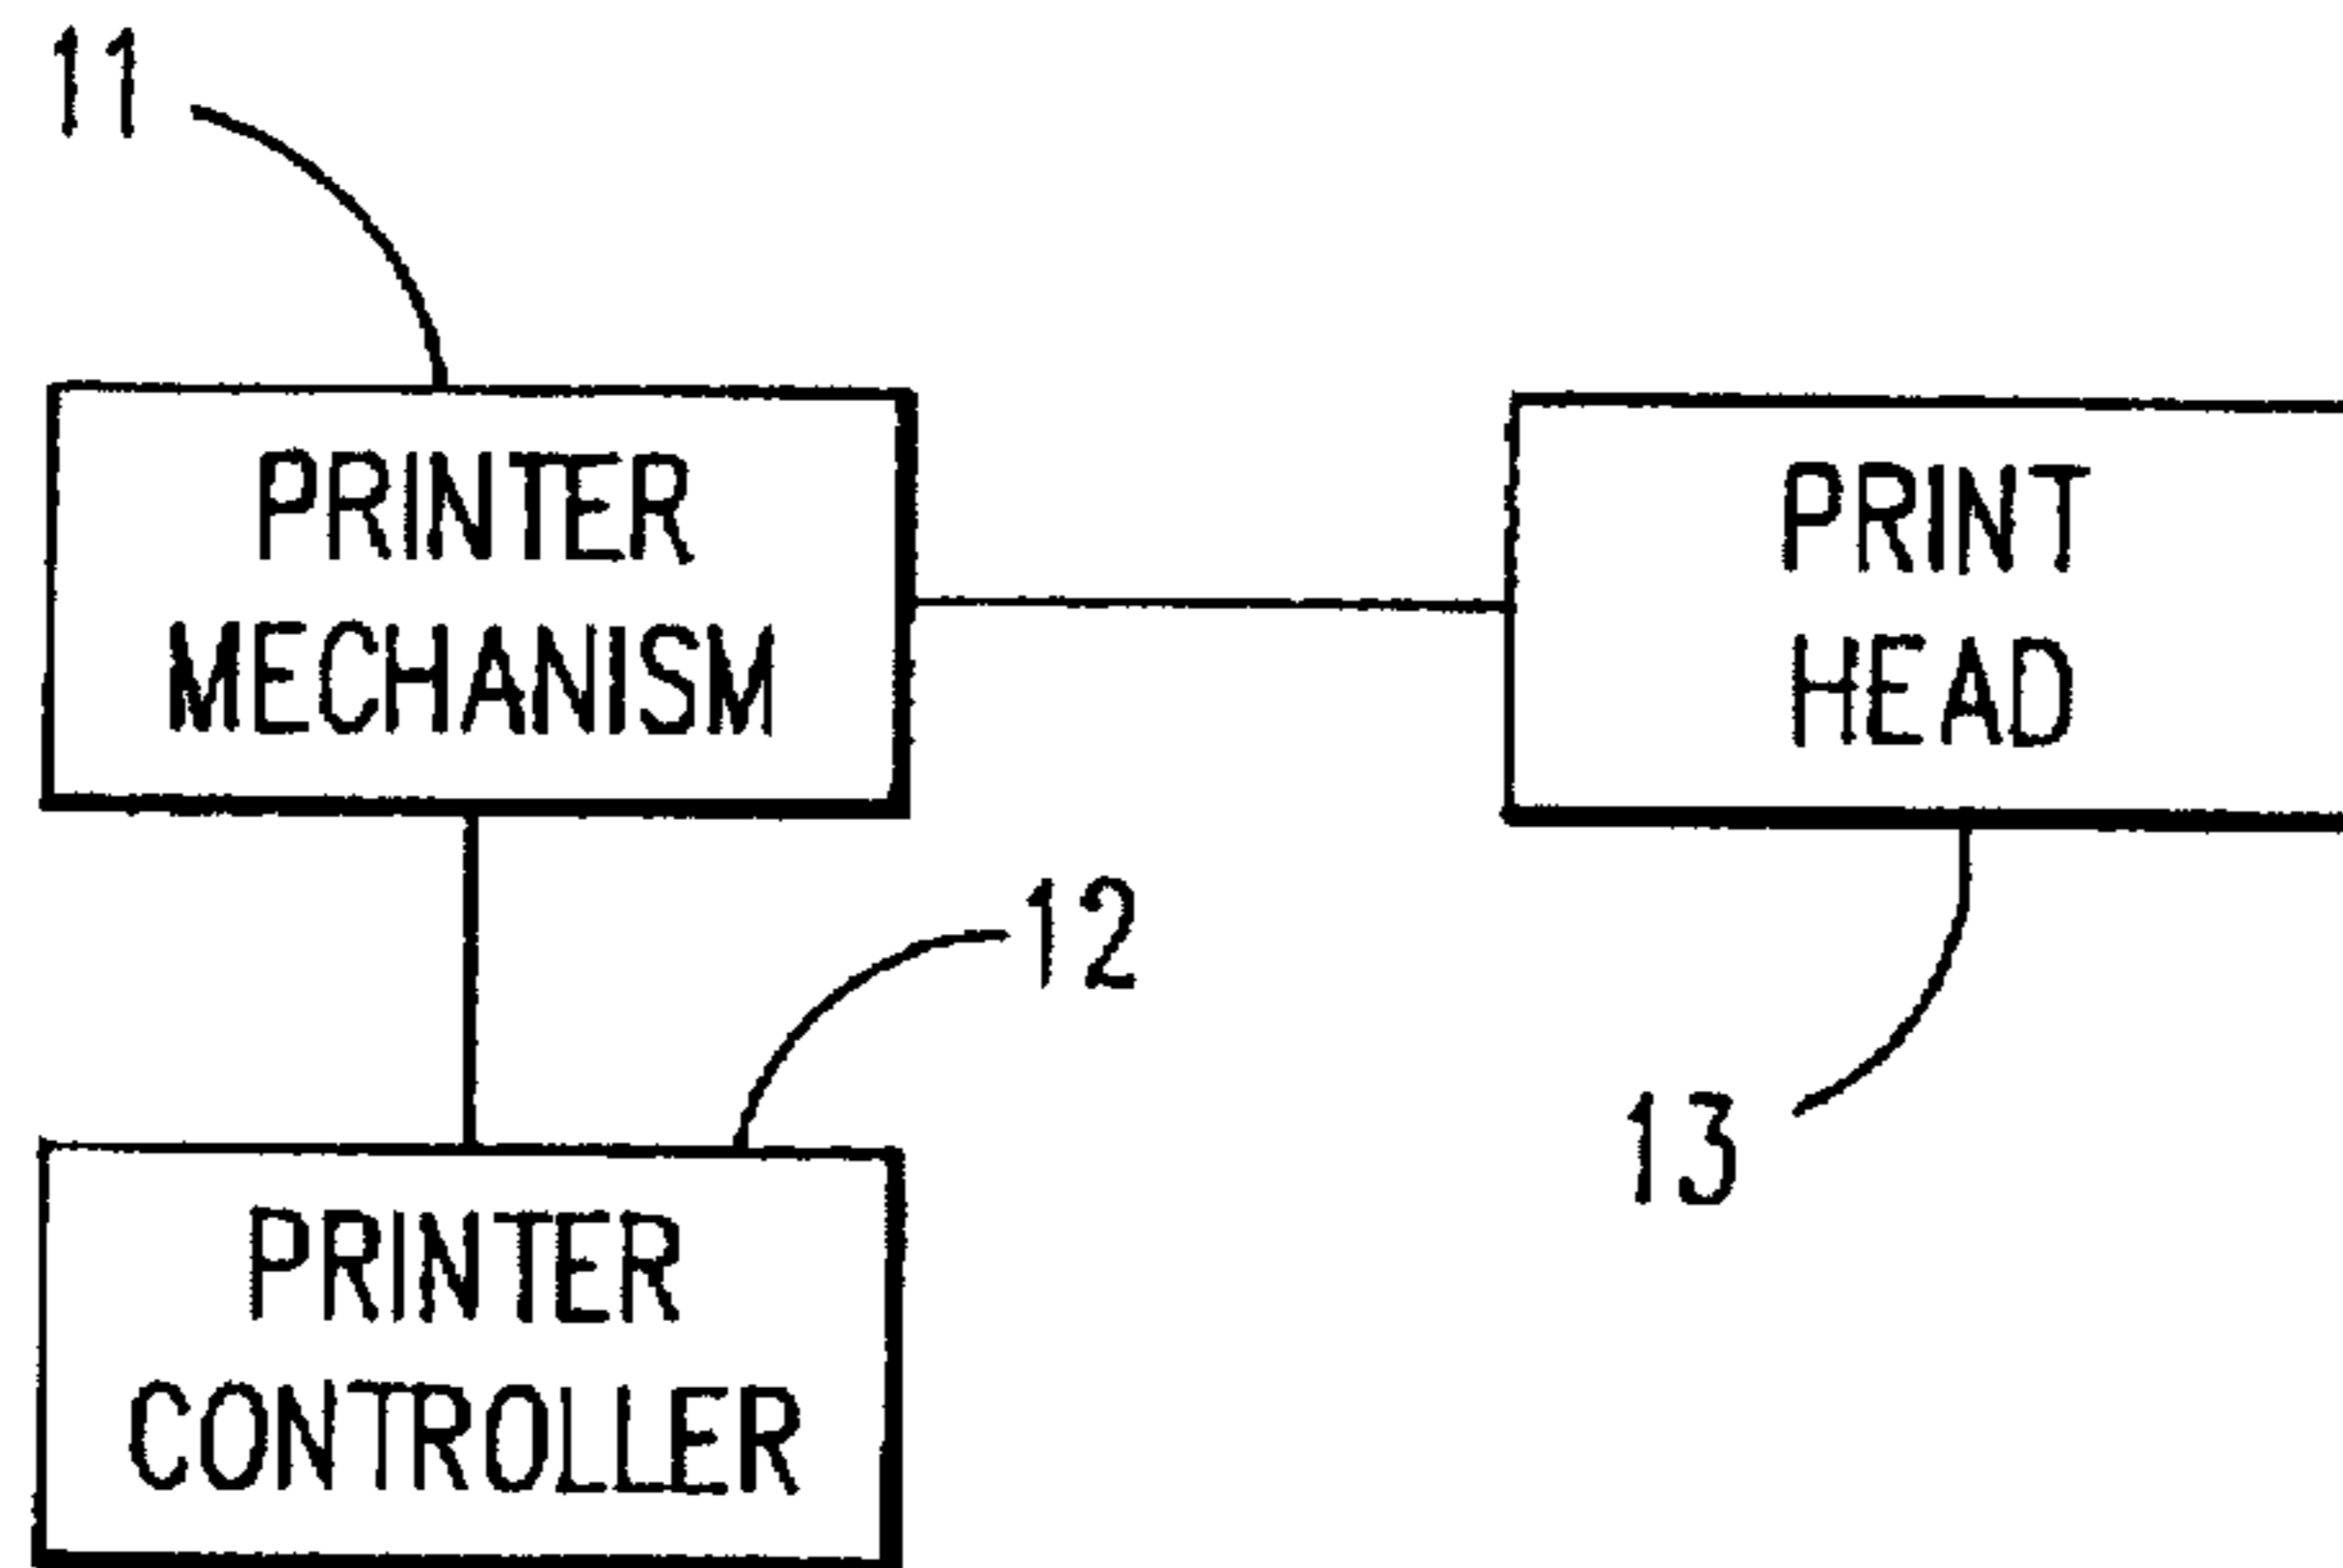 11
PRINTER
MECHANISM
PRINT
HEAD
12
13
PRINTER
CONTROLLER